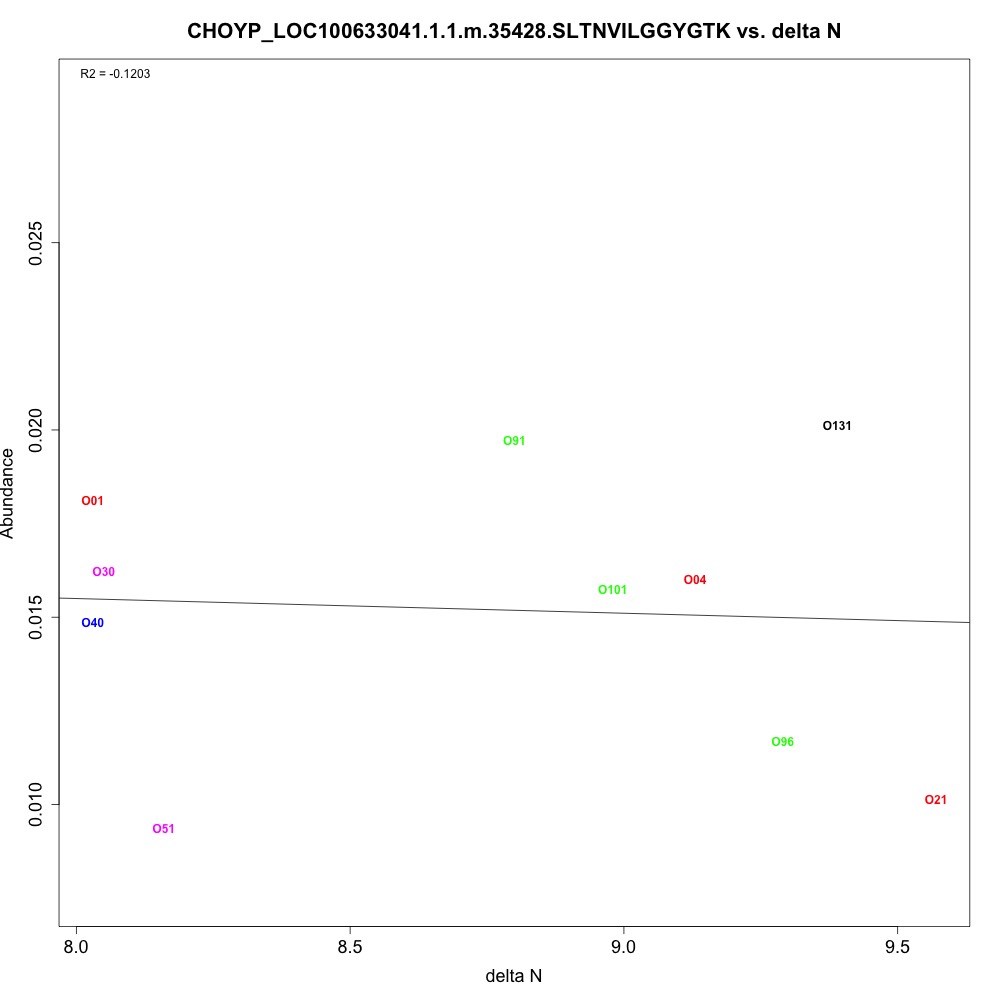 CHOYP_LOC100633041.1.1.m.35428.SLTNVILGGYGTK vs. delta N
R2 = -0.1203
0.025
0.020
0.015
0.010
Abundance
O131
O91
O01
O30
O04
O101
O40
O96
O21
O51
8.0
8.5
9.0
9.5
delta N